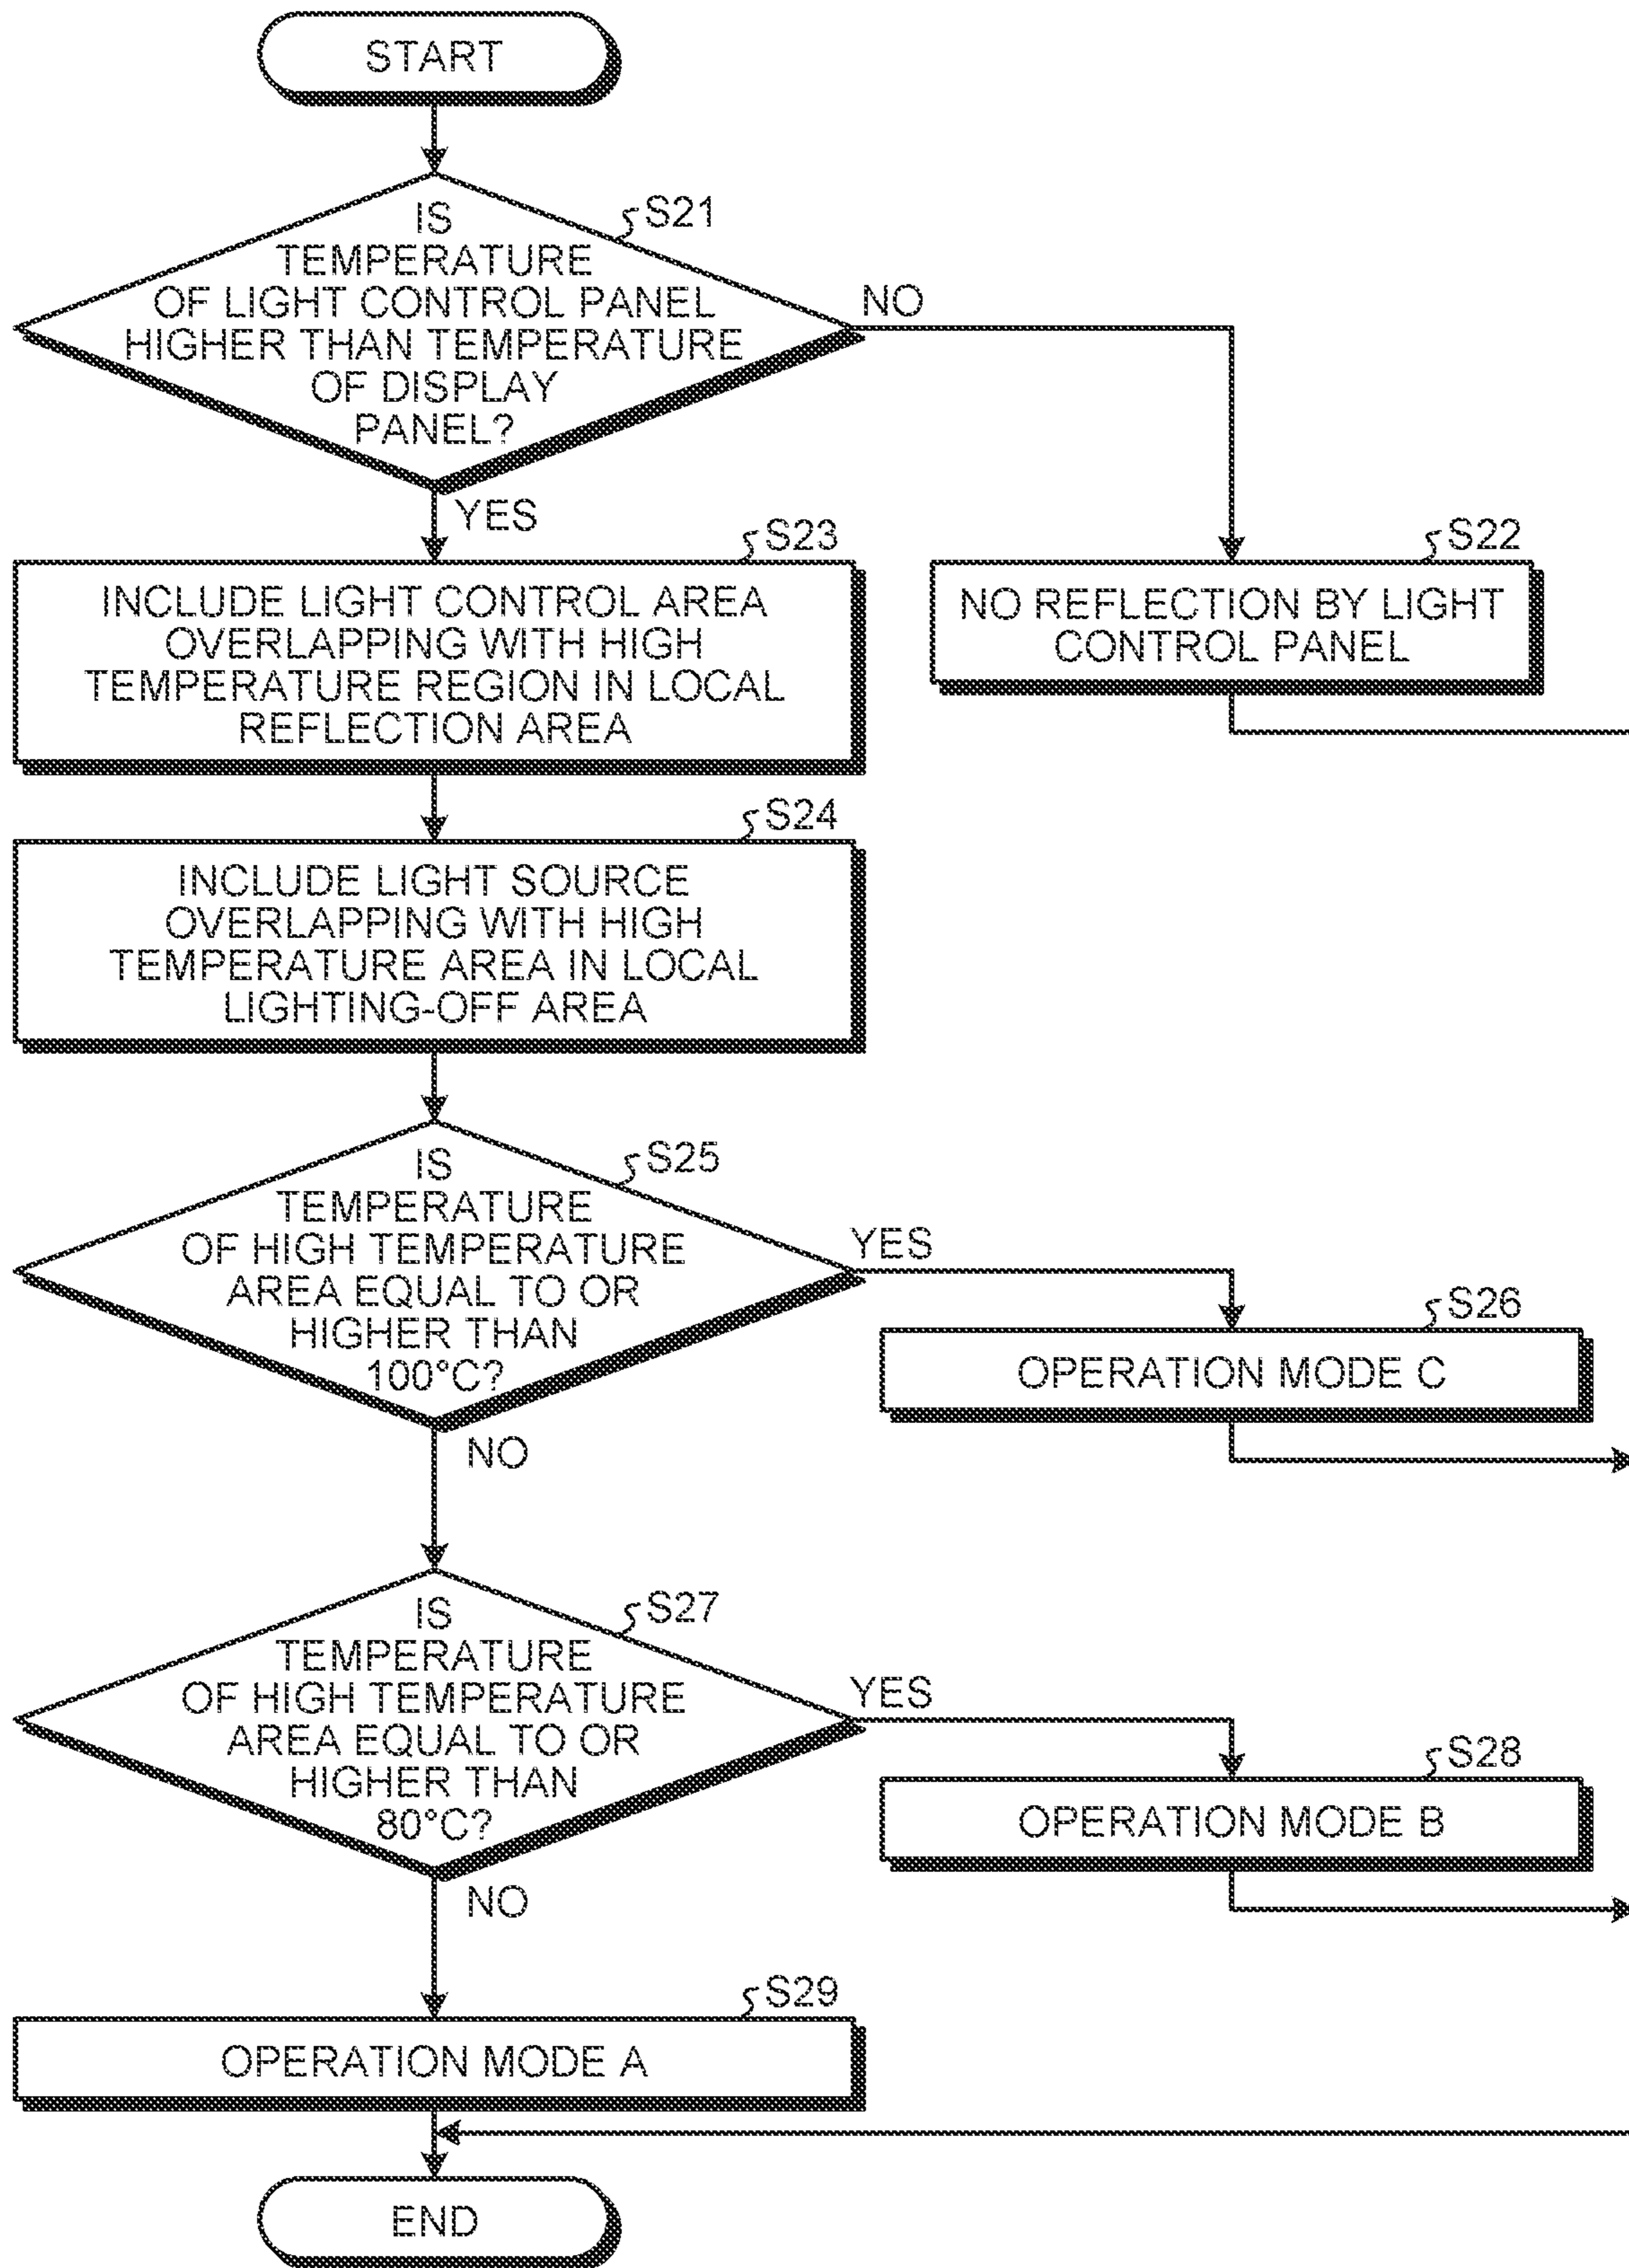 START
S21
IS
TEMPERATURE
OF LIGHT CONTROL PANEL
HIGHER THAN TEMPERATURE
OF DISPLAY
PANEL?
NO
YES
S23
INCLUDE LIGHT CONTROL AREA
OVERLAPPING WITH HIGH
TEMPERATURE REGION IN LOCAL
REFLECTION AREA
S22
NO REFLECTION BY LIGHT
CONTROL PANEL
S24
INCLUDE LIGHT SOURCE
OVERLAPPING WITH HIGH
TEMPERATURE AREA IN LOCAL
LIGHTING-OFF AREA
S25
IS
TEMPERATURE
OF HIGH TEMPERATURE
AREA EQUAL TO OR
HIGHER THAN
100°C?
YES
S26
OPERATION MODE C
NO
S27
IS
TEMPERATURE
OF HIGH TEMPERATURE
AREA EQUAL TO OR
HIGHER THAN
80°C?
YES
S28
OPERATION MODE B
NO
S29
OPERATION MODE A
END